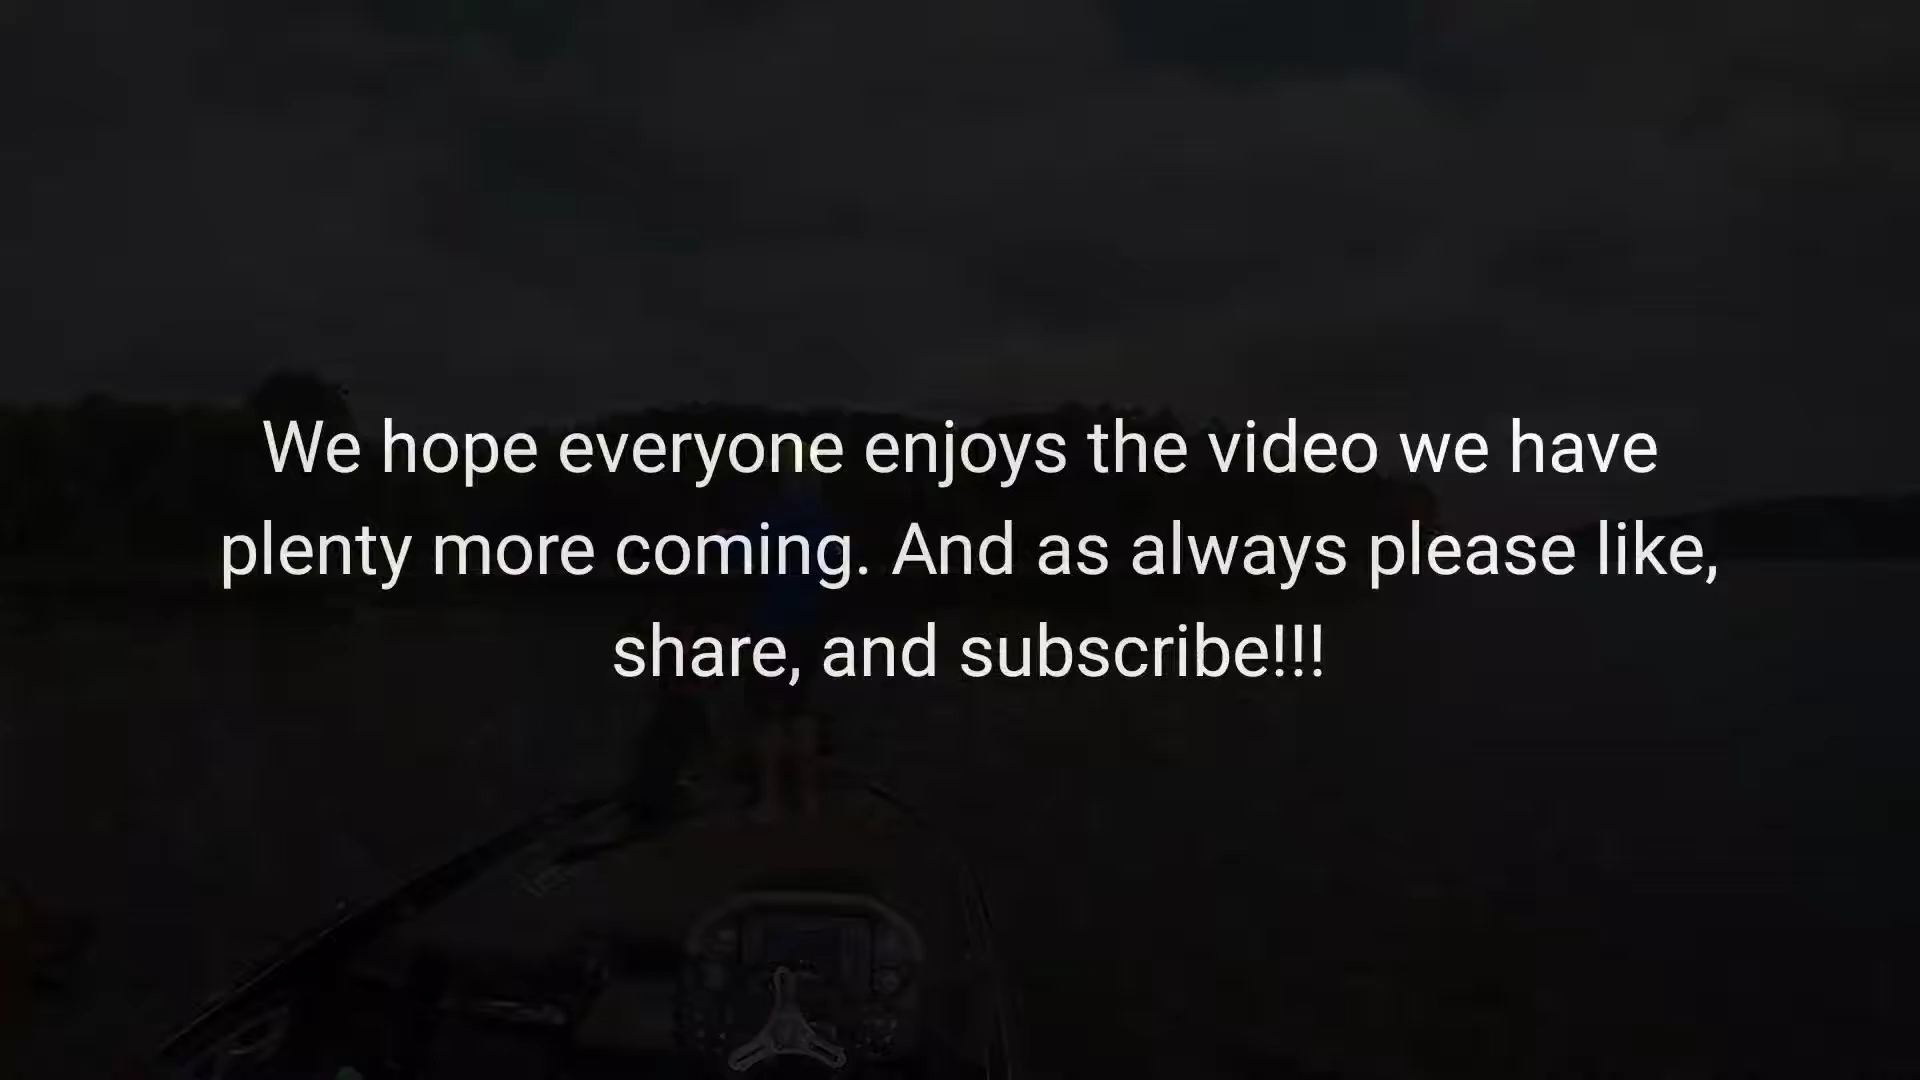 We hope everyone enjoys the video we have
plenty more coming. And as always please like,
share, and subscribe!!!